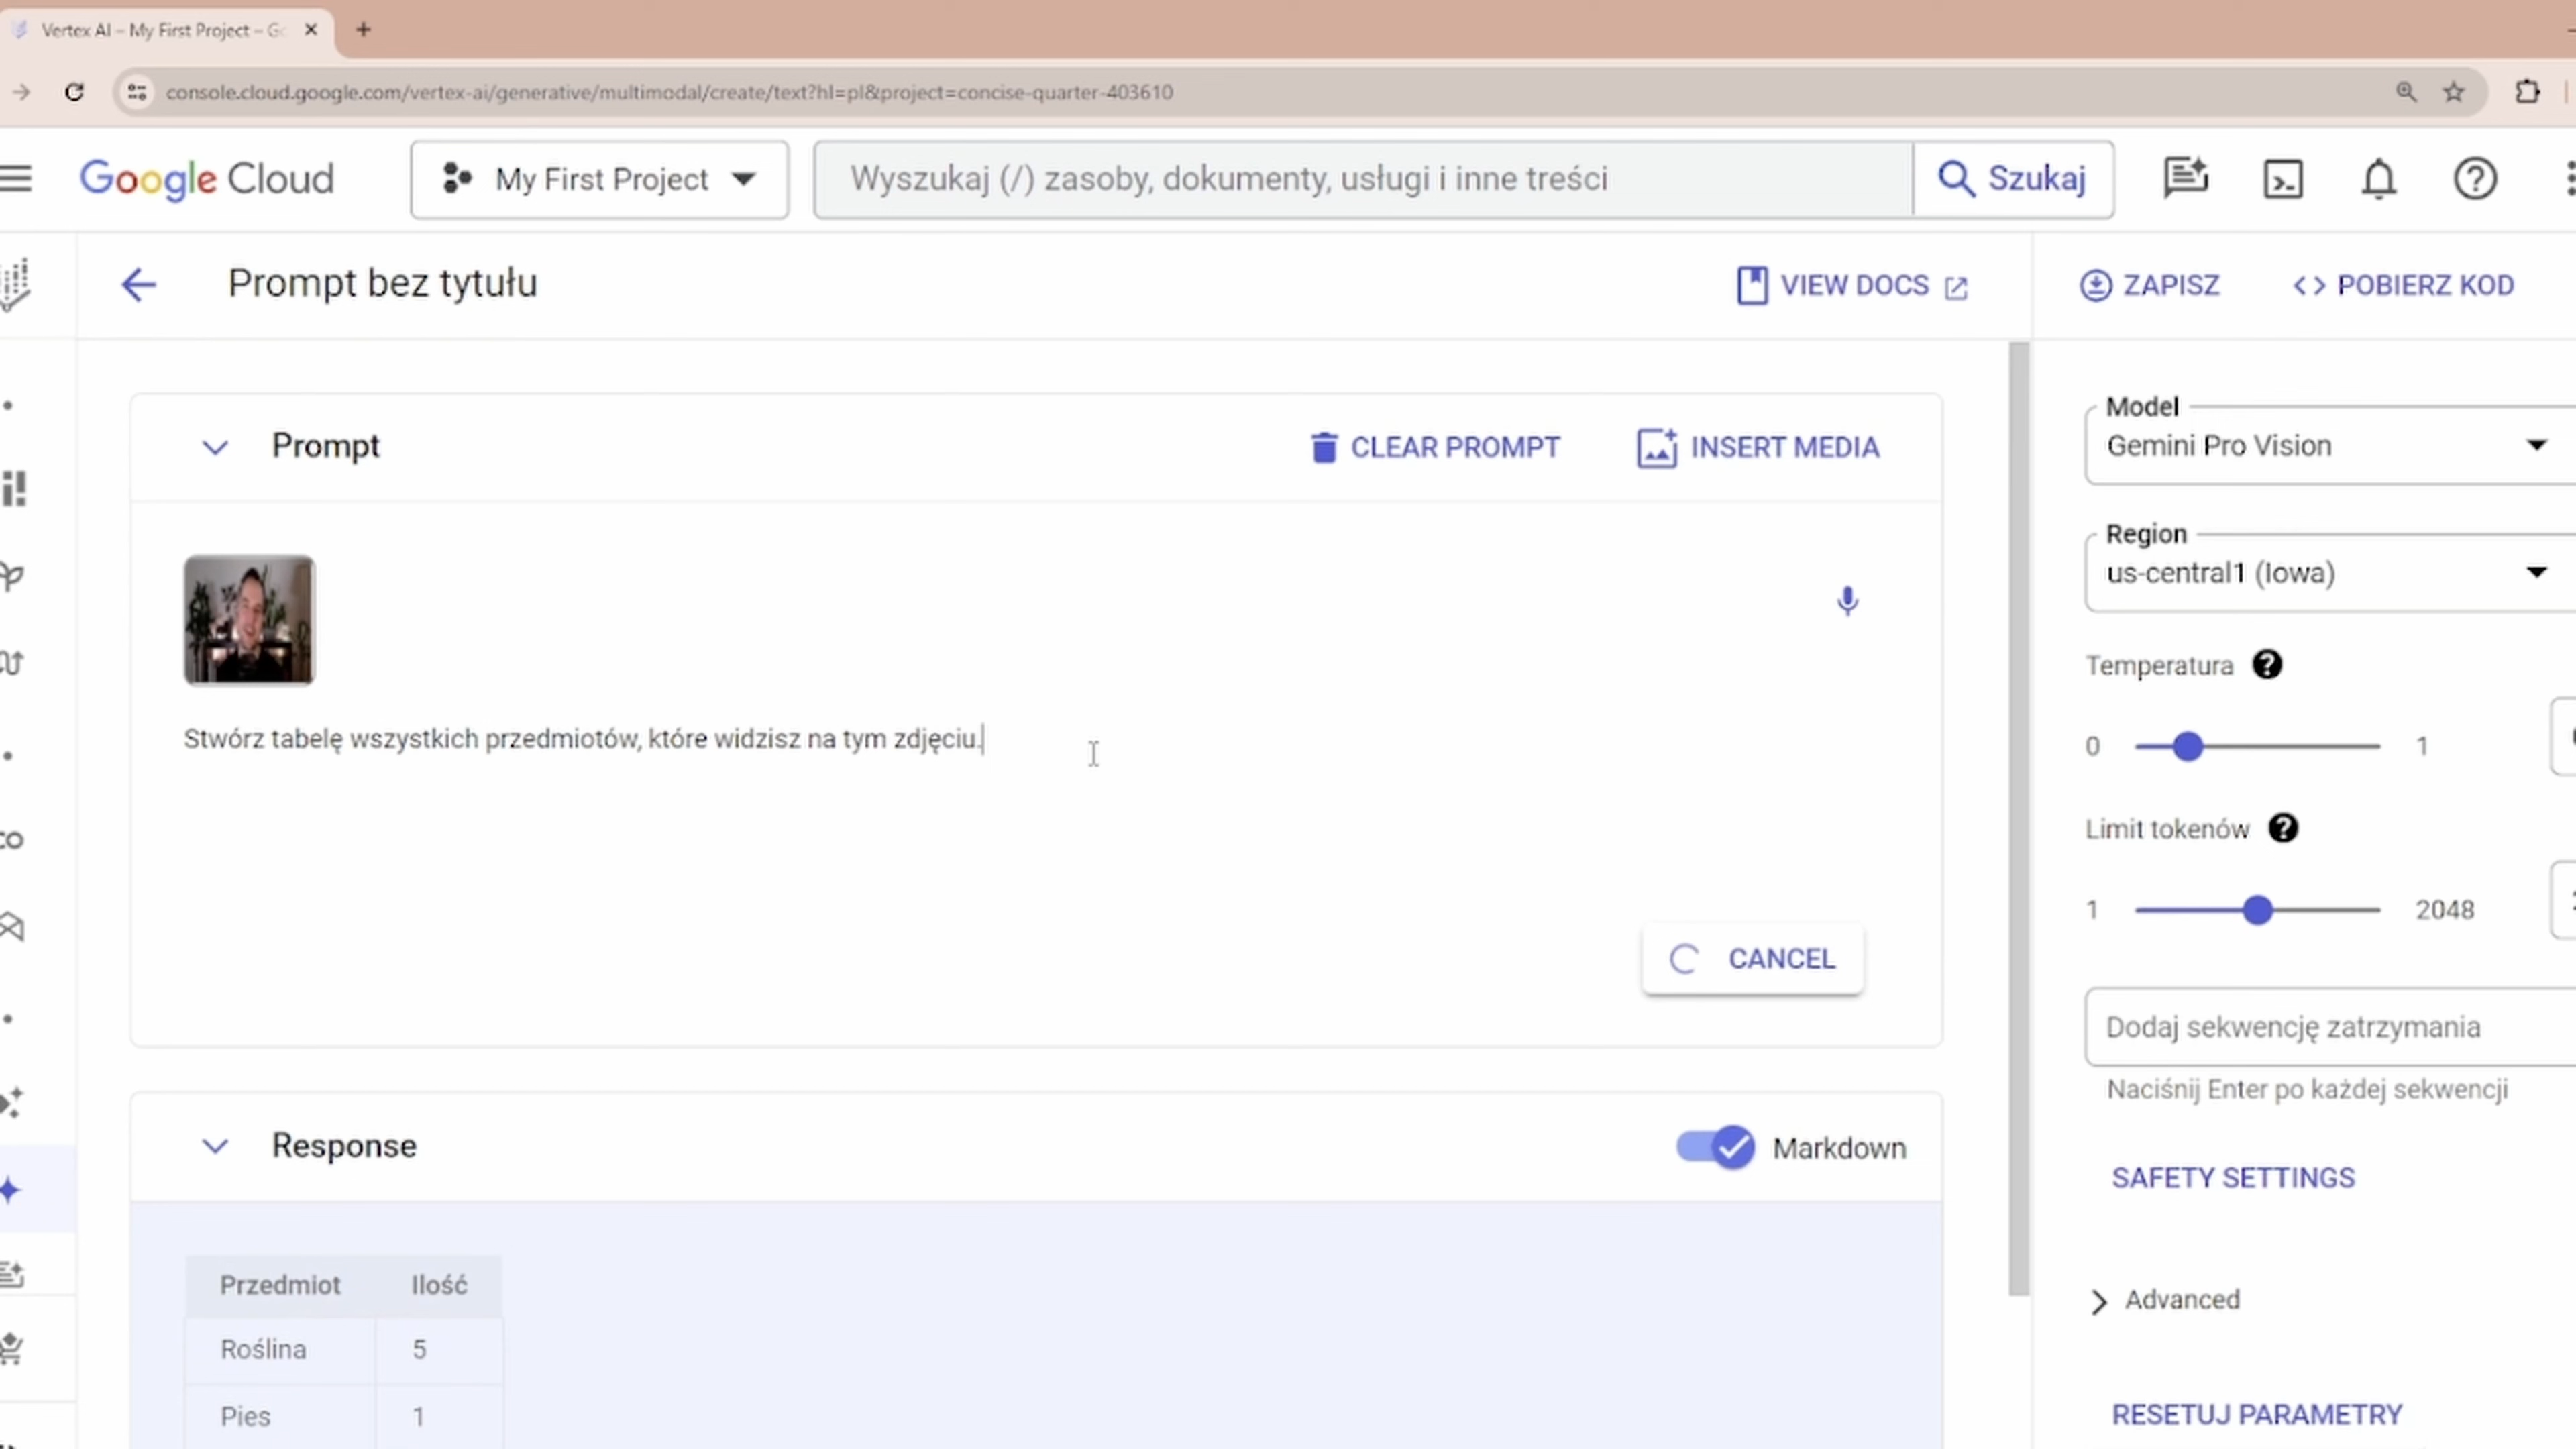 Vertex AI – My First Project – Go
console.cloud.google.com/vertex-ai/generative/multimodal/create/text?hl=pl&project=concise-quarter-403610
Google Cloud
My First Project
Wyszukaj (/) zasoby, dokumenty, usługi i inne treści
Szukaj
Prompt bez tytułu
VIEW DOCS
ZAPISZ
POBIERZ KOD
Prompt
CLEAR PROMPT
INSERT MEDIA
Stwórz tabelę wszystkich przedmiotów, które widzisz na tym zdjęciu.
CANCEL
Response
Markdown
Przedmiot Ilość
Roślina 5
Pies 1
Model
Gemini Pro Vision
Region
us-central1 (Iowa)
Temperatura
0 1
Limit tokenów
1 2048
Dodaj sekwencję zatrzymania
Naciśnij Enter po każdej sekwencji
SAFETY SETTINGS
Advanced
RESETUJ PARAMETRY